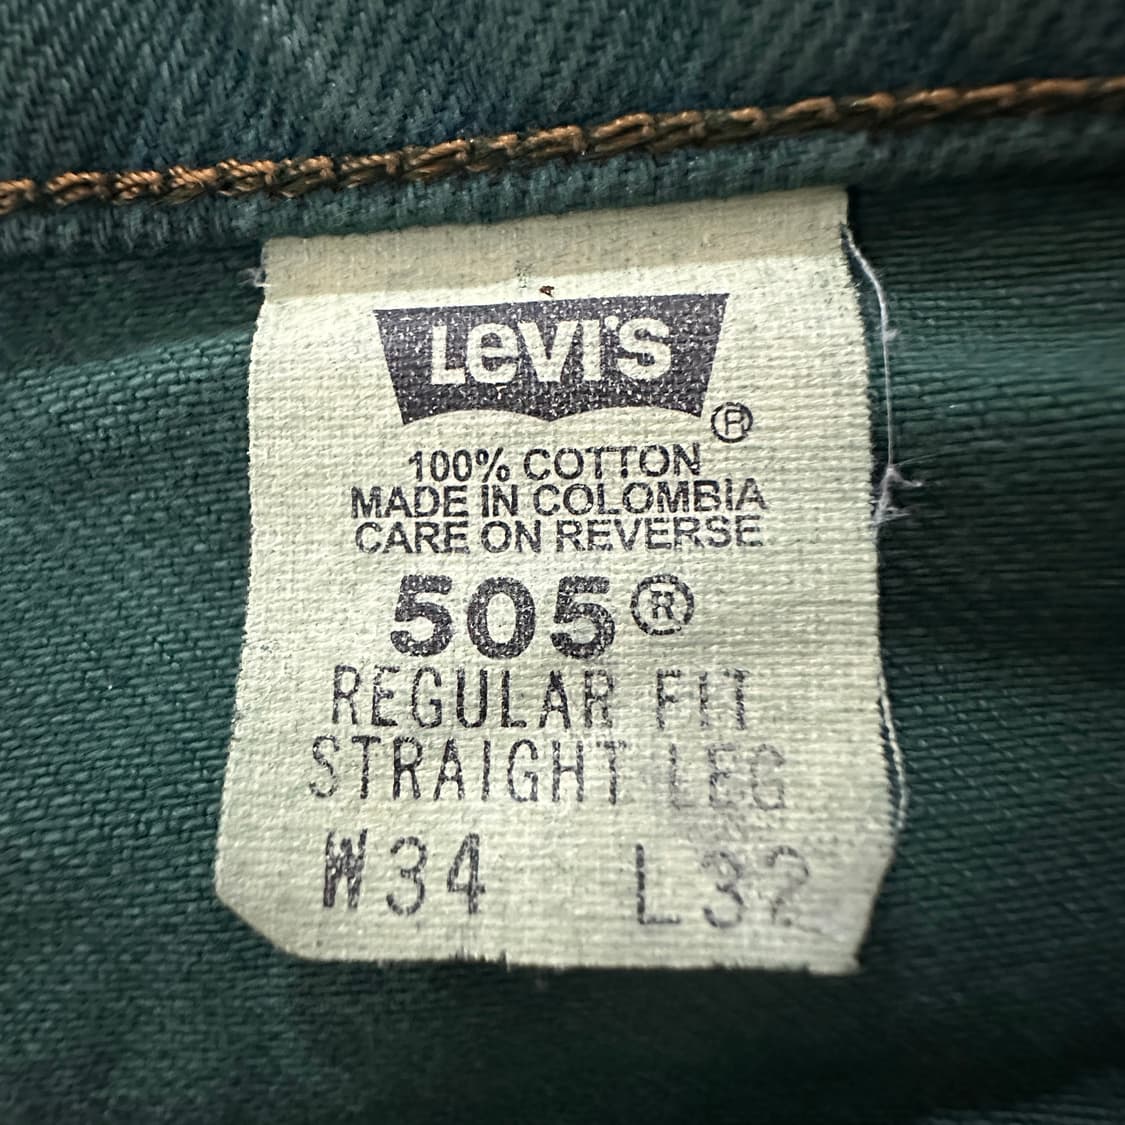 LEVI'S
®
100% COTTON
MADE IN COLOMBIA
CARE ON REVERSE
505®
REGULAR FIT
STRAIGHT LEG
W34 L32